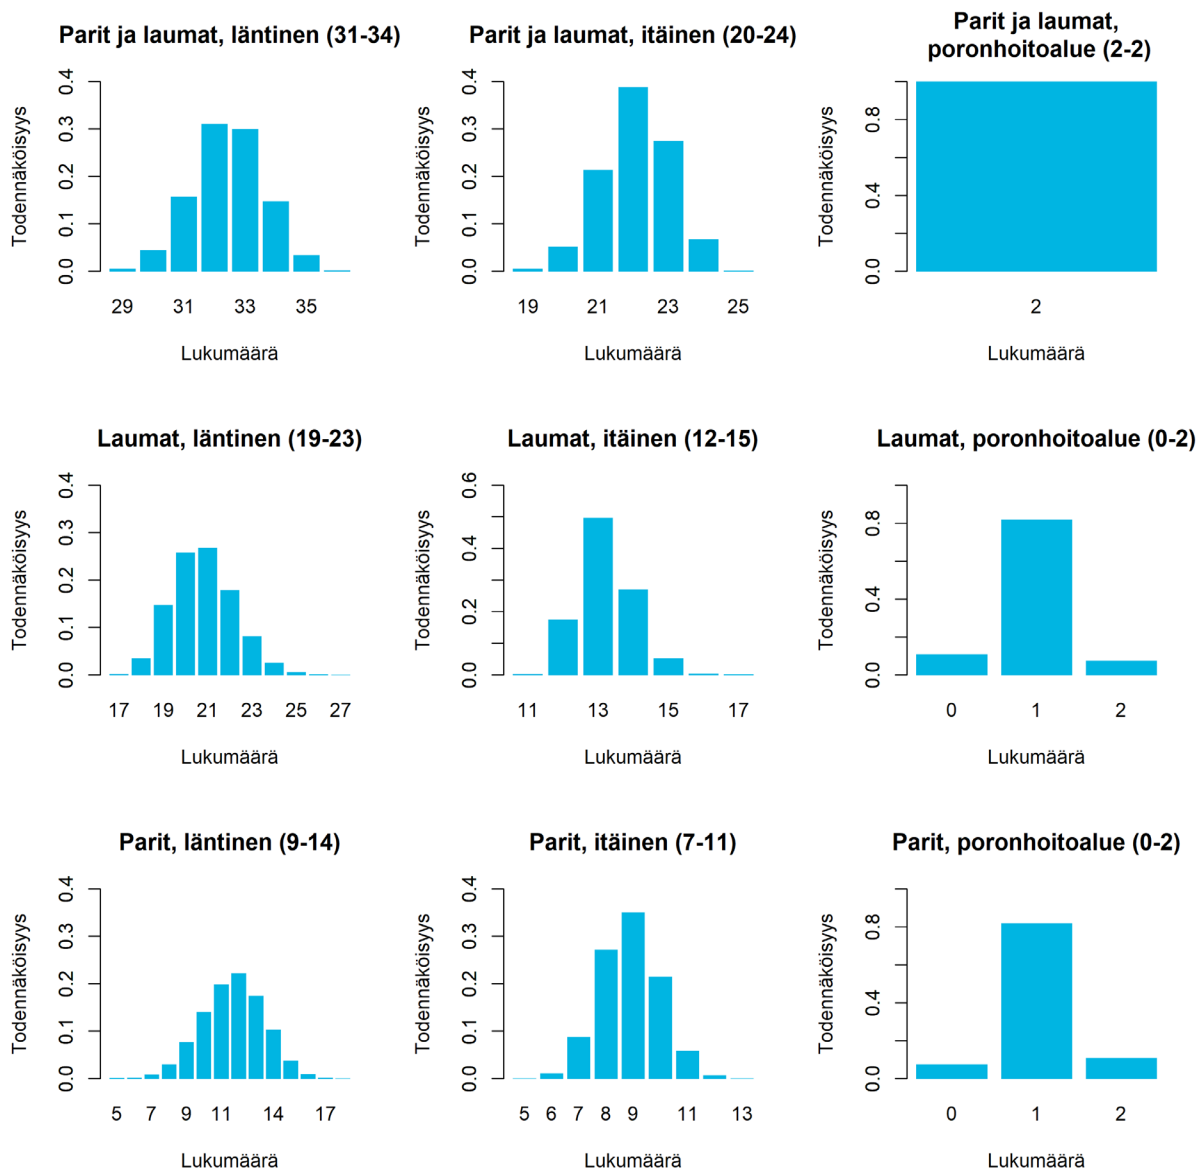 Parit ja laumat, läntinen (31-34)
Todennäköisyys
0.0 0.1 0.2 0.3 0.4
29 31 33 35
Lukumäärä
Parit ja laumat, itäinen (20-24)
Todennäköisyys
0.0 0.1 0.2 0.3 0.4
19 21 23 25
Lukumäärä
Parit ja laumat,
poronhoitoalue (2-2)
Todennäköisyys
0.0 0.4 0.8
2
Lukumäärä
Laumat, läntinen (19-23)
Todennäköisyys
0.0 0.1 0.2 0.3 0.4
17 19 21 23 25 27
Lukumäärä
Laumat, itäinen (12-15)
Todennäköisyys
0.0 0.2 0.4 0.6
11 13 15 17
Lukumäärä
Laumat, poronhoitoalue (0-2)
Todennäköisyys
0.0 0.4 0.8
0 1 2
Lukumäärä
Parit, läntinen (9-14)
Todennäköisyys
0.0 0.1 0.2 0.3 0.4
5 7 9 11 14 17
Lukumäärä
Parit, itäinen (7-11)
Todennäköisyys
0.0 0.1 0.2 0.3 0.4
5 6 7 8 9 11 13
Lukumäärä
Parit, poronhoitoalue (0-2)
Todennäköisyys
0.0 0.4 0.8
0 1 2
Lukumäärä